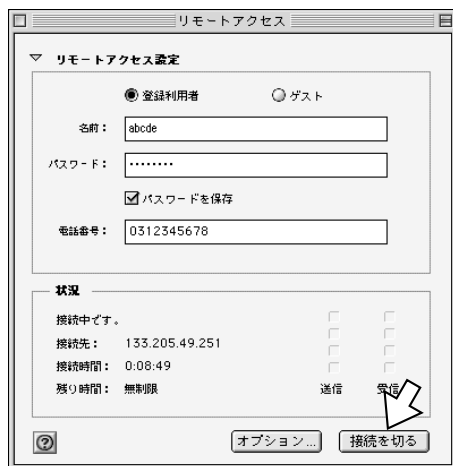 リモートアクセス
リモートアクセス設定
登録利用者 ゲスト
名前： abcde
パスワード： ••••••••
パスワードを保存
電話番号： 0312345678
状況
接続中です。
接続先： 133.205.49.251
接続時間： 0:08:49
残り時間： 無制限 送信 受信
? オプション... 接続を切る